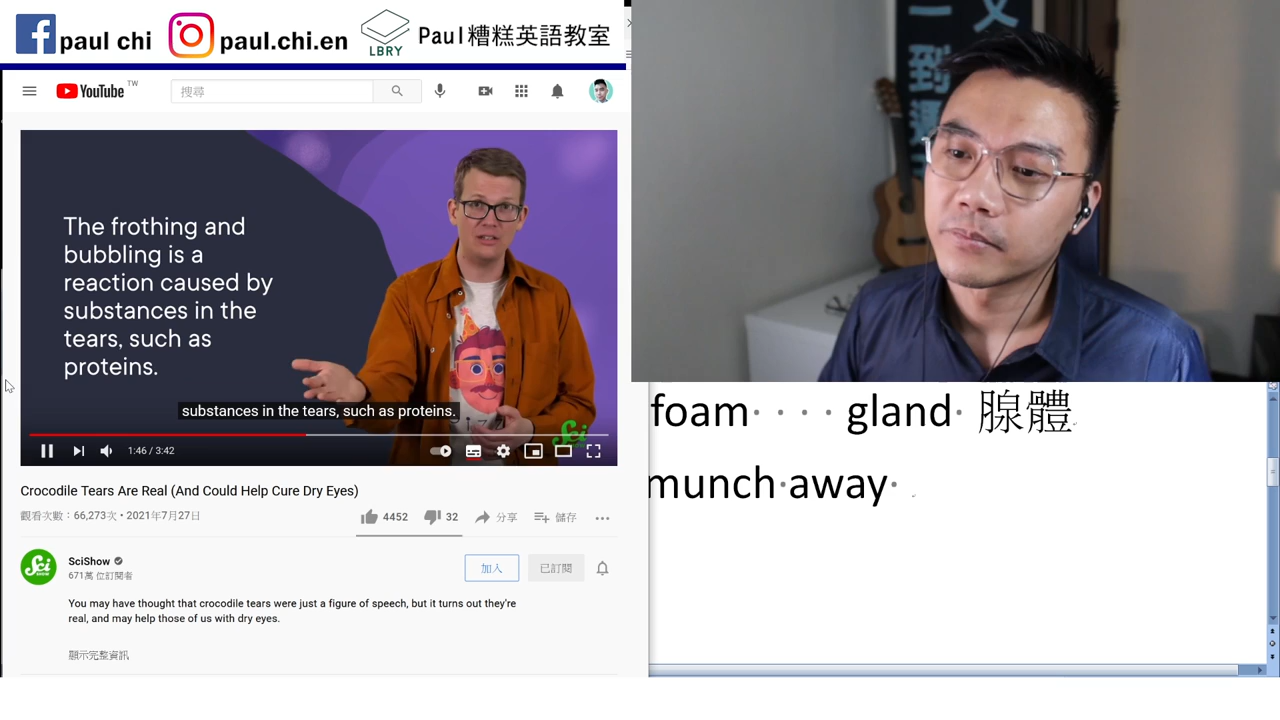 paul chi
paul.chi.en
LBRY
Paul糟糕英語教室
YouTube TW
搜尋
The frothing and
bubbling is a
reaction caused by
substances in the
tears, such as
proteins.
substances in the tears, such as proteins.
Sci
1:46 / 3:42
Crocodile Tears Are Real (And Could Help Cure Dry Eyes)
觀看次數：66,273次 • 2021年7月27日
4452
32
分享
儲存
Sci
SHOW
SciShow
671萬 位訂閱者
加入
已訂閱
You may have thought that crocodile tears were just a figure of speech, but it turns out they're
real, and may help those of us with dry eyes.
顯示完整資訊
一到
foam gland 腺體
munch away